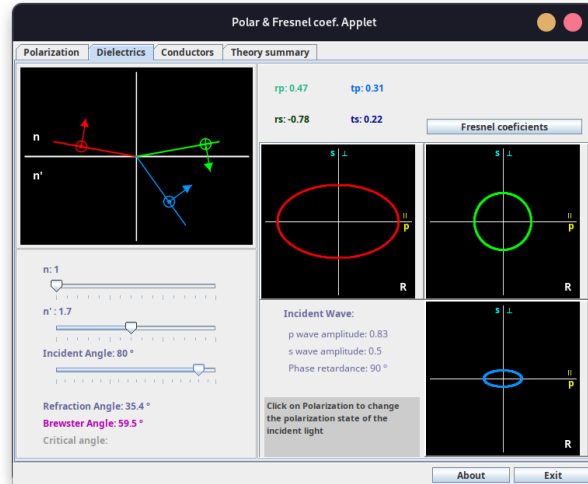 Polar & Fresnel coef. Applet
Polarization Dielectrics Conductors Theory summary
n
n'
rp: 0.47 tp: 0.31
rs: -0.78 ts: 0.22
Fresnel coeficients
s ⊥
=
p
R
s ⊥
=
p
R
n: 1
n' : 1.7
Incident Angle: 80 °
Refraction Angle: 35.4 °
Brewster Angle: 59.5 °
Critical angle:
Incident Wave:
p wave amplitude: 0.83
s wave amplitude: 0.5
Phase retardance: 90 °
Click on Polarization to change
the polarization state of the
incident light
s ⊥
=
p
R
About Exit